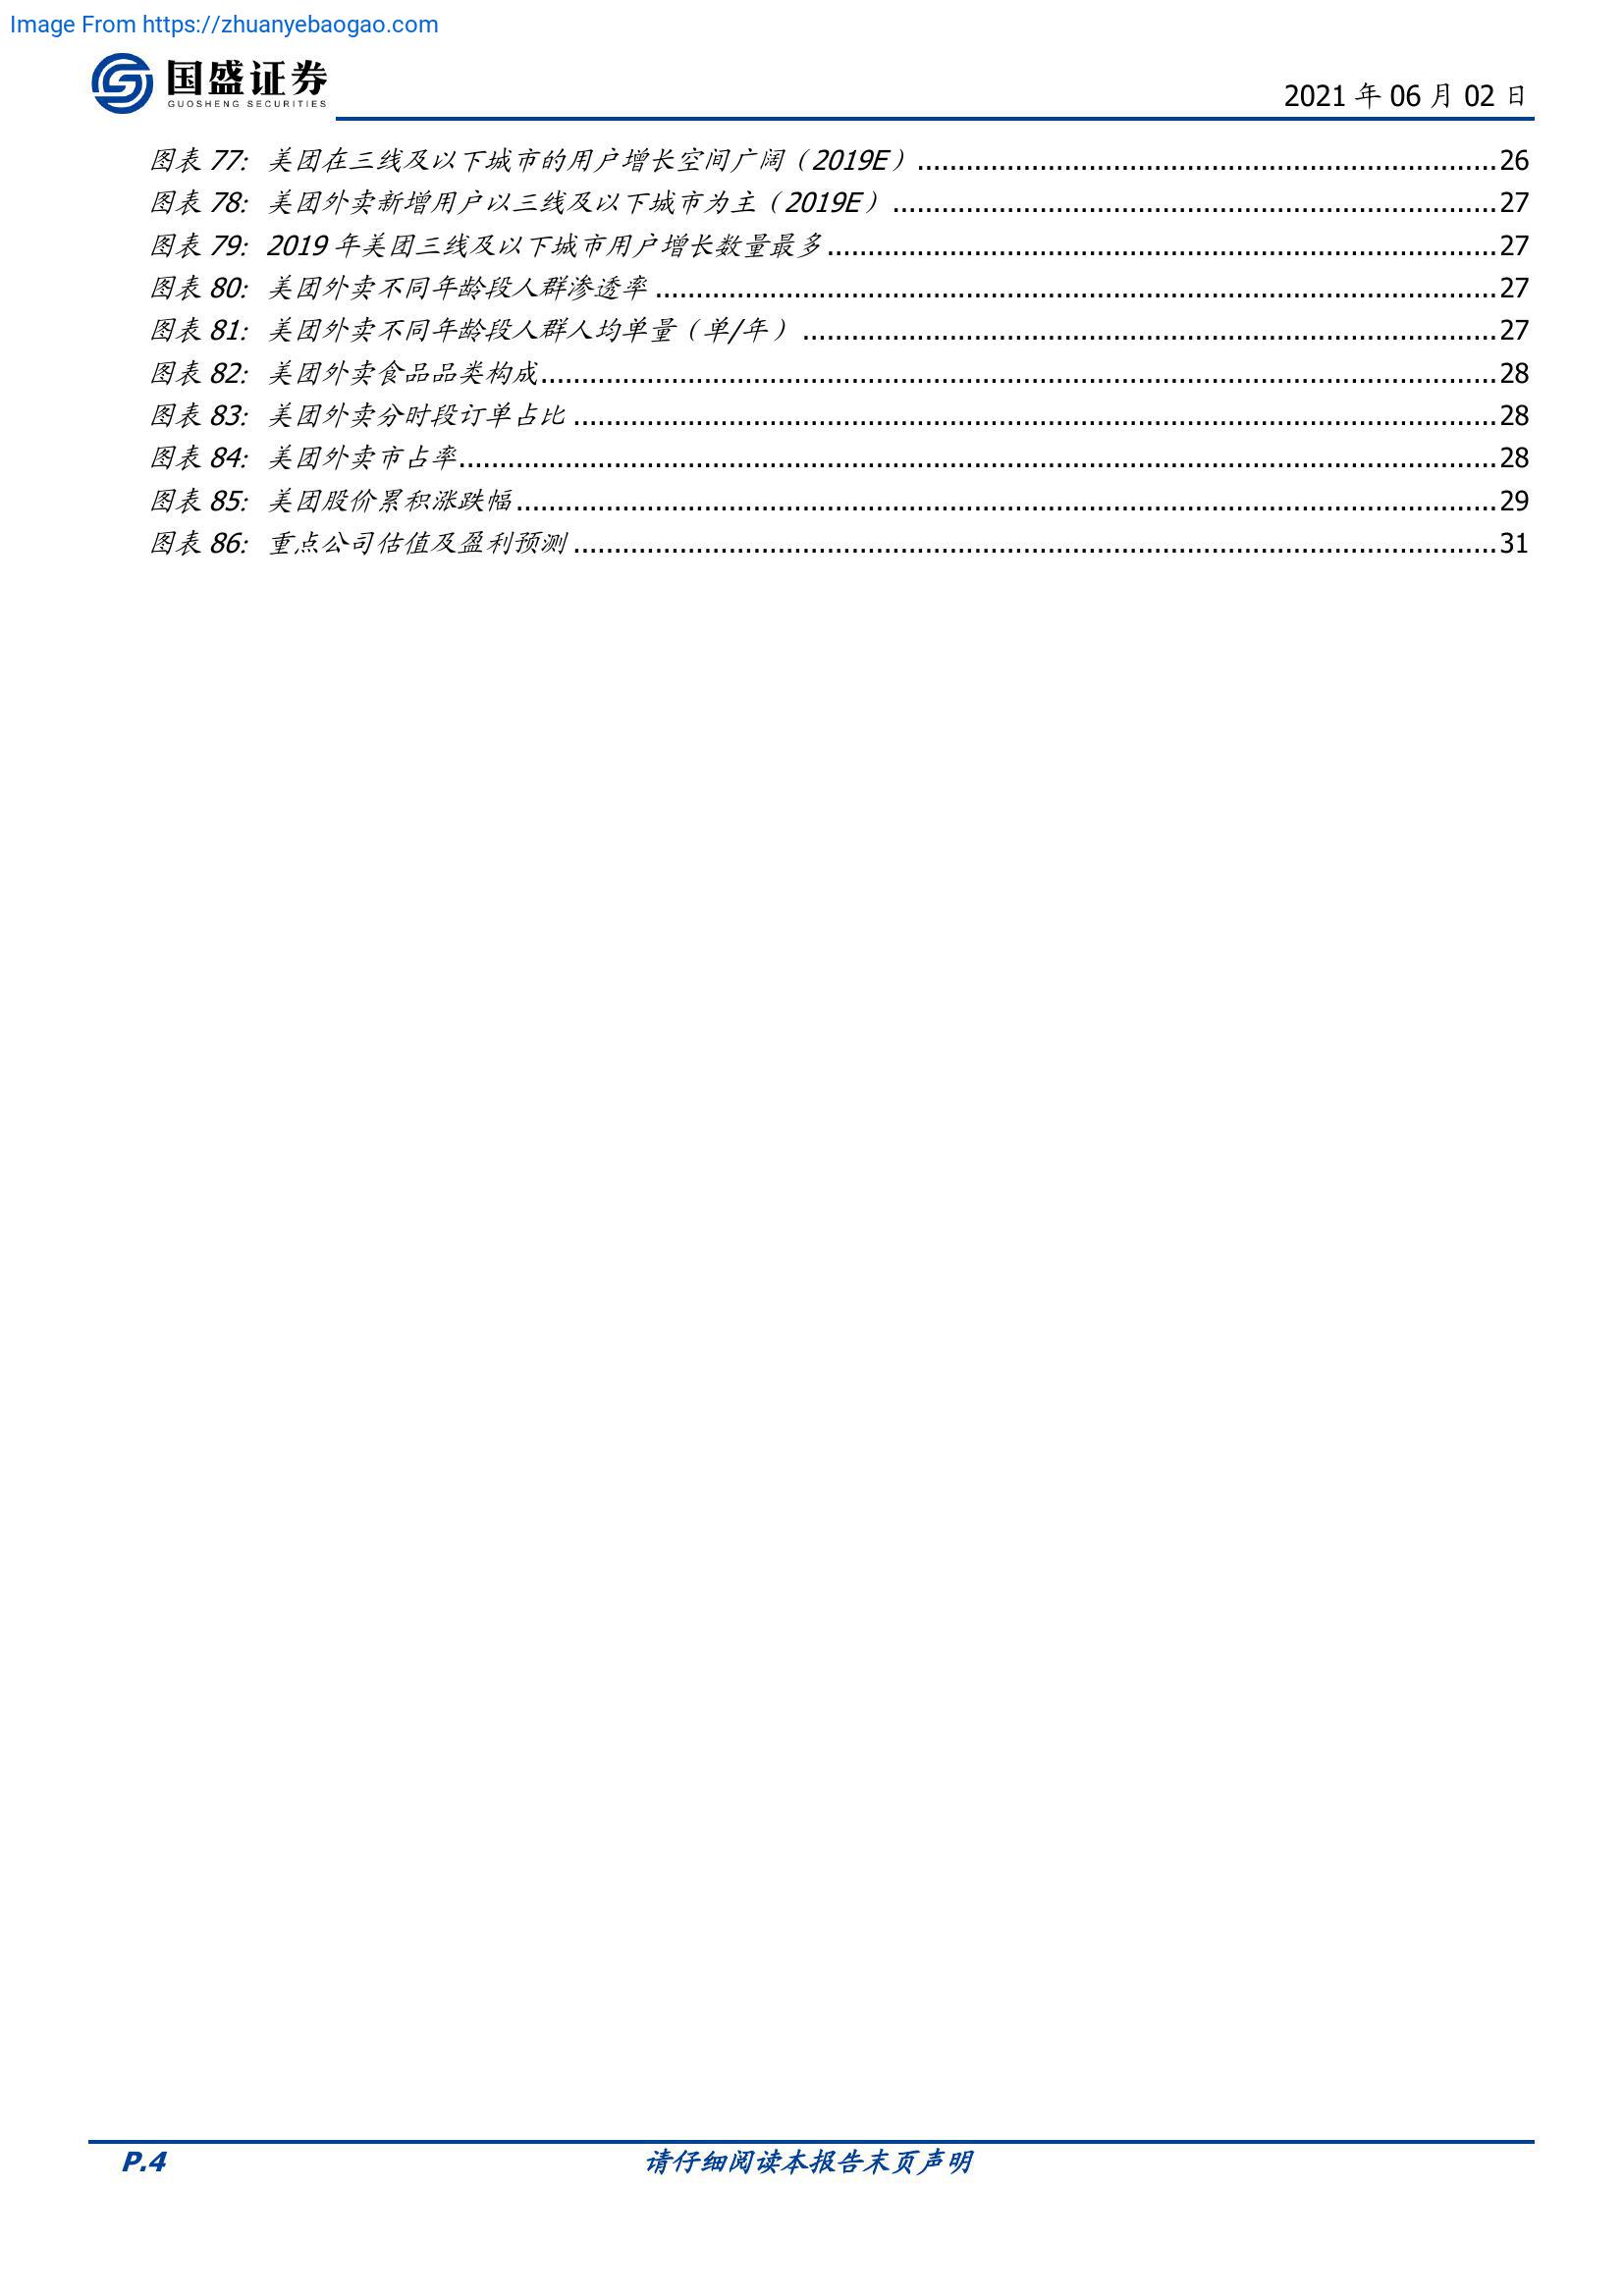 Image From https://zhuanyebaogao.com
国盛证券
GUOSHENG SECURITIES
2021 年 06 月 02 日
图表 77: 美团在三线及以下城市的用户增长空间广阔（2019E）........................................................................26
图表 78: 美团外卖新增用户以三线及以下城市为主（2019E）...........................................................................27
图表 79: 2019 年美团三线及以下城市用户增长数量最多...................................................................................27
图表 80: 美团外卖不同年龄段人群渗透率........................................................................................................27
图表 81: 美团外卖不同年龄段人群人均单量（单/年）......................................................................................27
图表 82: 美团外卖食品品类构成......................................................................................................................28
图表 83: 美团外卖分时段订单占比..................................................................................................................28
图表 84: 美团外卖市占率................................................................................................................................28
图表 85: 美团股价累积涨跌幅.........................................................................................................................29
图表 86: 重点公司估值及盈利预测..................................................................................................................31
P.4
请仔细阅读本报告末页声明